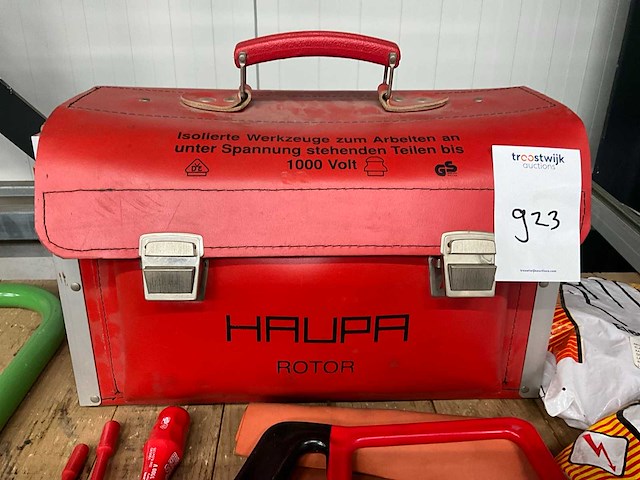 Isolierte Werkzeuge zum Arbeiten an
unter Spannung stehenden Teilen bis
1000 Volt
GS
troostwijk
auctions
923
HAUPA
ROTOR